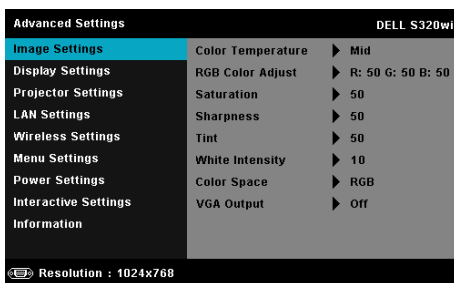 Advanced Settings DELL S320wi
Image Settings Color Temperature Mid
Display Settings RGB Color Adjust R: 50 G: 50 B: 50
Projector Settings Saturation 50
LAN Settings Sharpness 50
Wireless Settings Tint 50
Menu Settings White Intensity 10
Power Settings Color Space RGB
Interactive Settings VGA Output Off
Information
Resolution : 1024x768